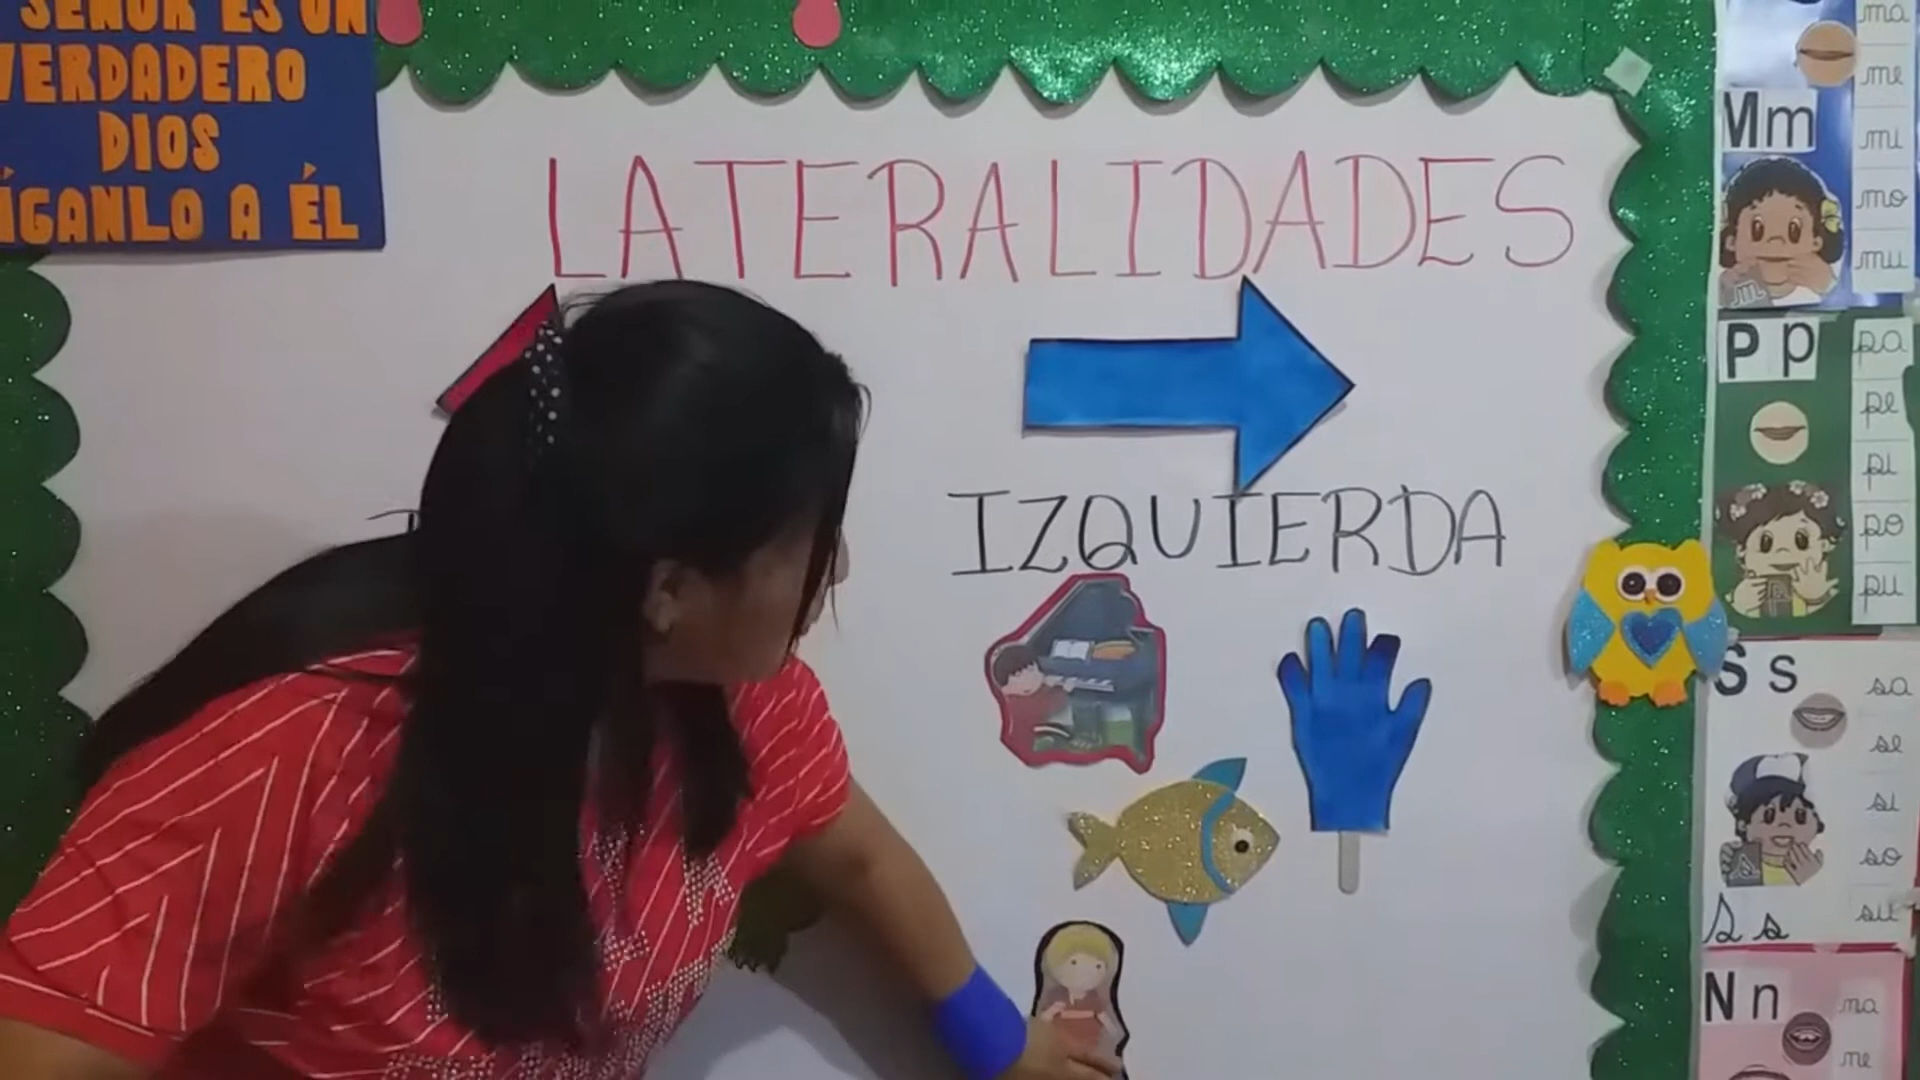 SEÑOR ES UN
VERDADERO
DIOS
ÍGANLO A ÉL
LATERALIDADES
IZQUIERDA
ma
me
Mm
mi
mo
mu
m
P p
pa
pe
pi
po
pu
S s
sa
se
si
so
su
S s
N n
na
ne